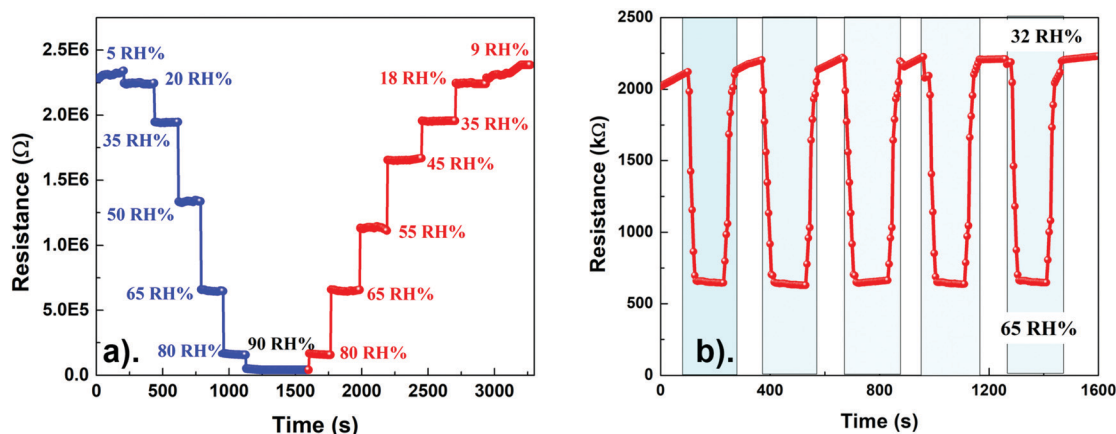 2.5E6
2.0E6
1.5E6
1.0E6
5.0E5
0.0
Resistance (Ω)
5 RH%
20 RH%
35 RH%
50 RH%
65 RH%
80 RH%
90 RH%
80 RH%
65 RH%
55 RH%
45 RH%
35 RH%
18 RH%
9 RH%
a).
0 500 1000 1500 2000 2500 3000
Time (s)
2500
2000
1500
1000
500
0
Resistance (kΩ)
32 RH%
65 RH%
b).
0 400 800 1200 1600
Time (s)